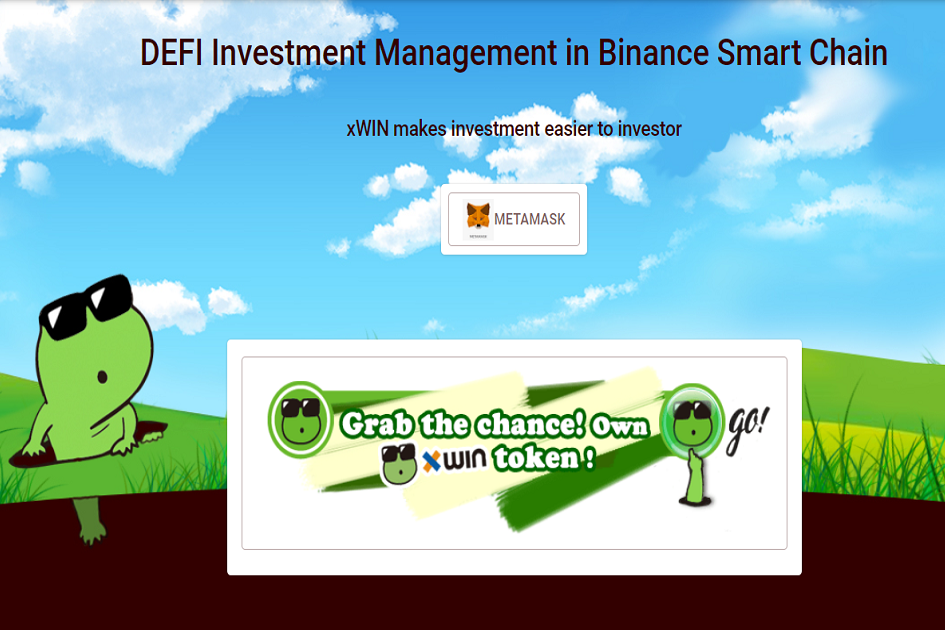 DEFI Investment Management in Binance Smart Chain
xWIN makes investment easier to investor
METAMASK
Grab the chance! Own
xwin token !
go!